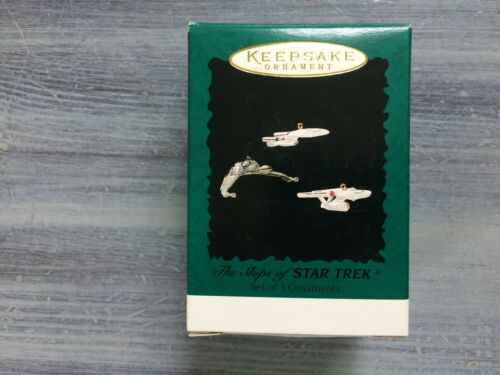 KEEPSAKE
ORNAMENT
The Ships of STAR TREK®
Set of 3 Ornaments